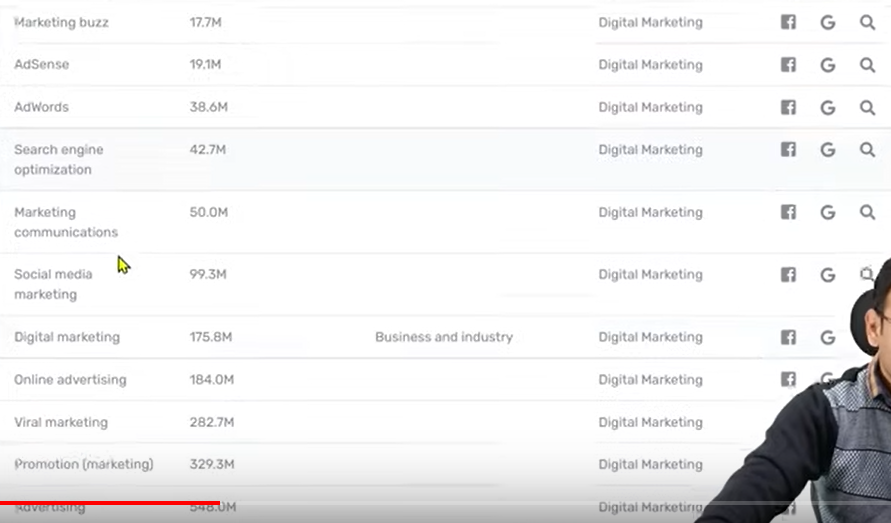 Marketing buzz 17.7M Digital Marketing
AdSense 19.1M Digital Marketing
AdWords 38.6M Digital Marketing
Search engine 42.7M Digital Marketing
optimization
Marketing 50.0M Digital Marketing
communications
Social media 99.3M Digital Marketing
marketing
Digital marketing 175.8M Business and industry Digital Marketing
Online advertising 184.0M Digital Marketing
Viral marketing 282.7M Digital Marketing
Promotion (marketing) 329.3M Digital Marketing
Advertising 548.0M Digital Marketing